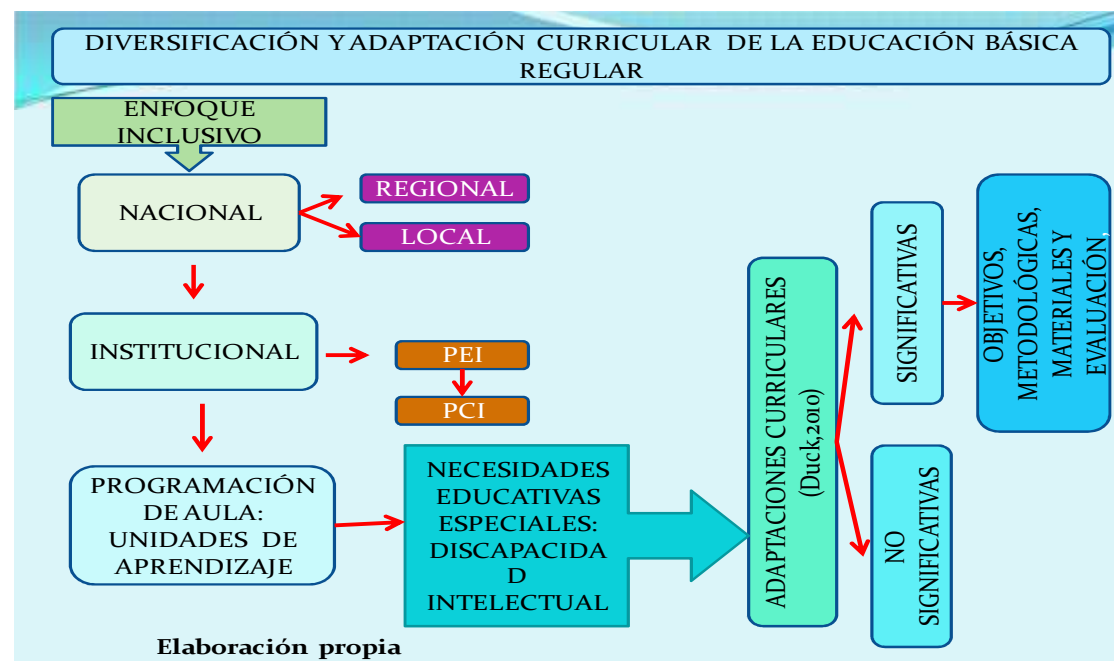 DIVERSIFICACIÓN Y ADAPTACIÓN CURRICULAR DE LA EDUCACIÓN BÁSICA
REGULAR
ENFOQUE
INCLUSIVO
NACIONAL
REGIONAL
LOCAL
INSTITUCIONAL
PEI
PCI
PROGRAMACIÓN
DE AULA:
UNIDADES DE
APRENDIZAJE
NECESIDADES
EDUCATIVAS
ESPECIALES:
DISCAPACIDA
D
INTELECTUAL
ADAPTACIONES CURRICULARES
(Duck,2010)
SIGNIFICATIVAS
NO
SIGNIFICATIVAS
OBJETIVOS,
METODOLÓGICAS,
MATERIALES Y
EVALUACIÓN,
Elaboración propia